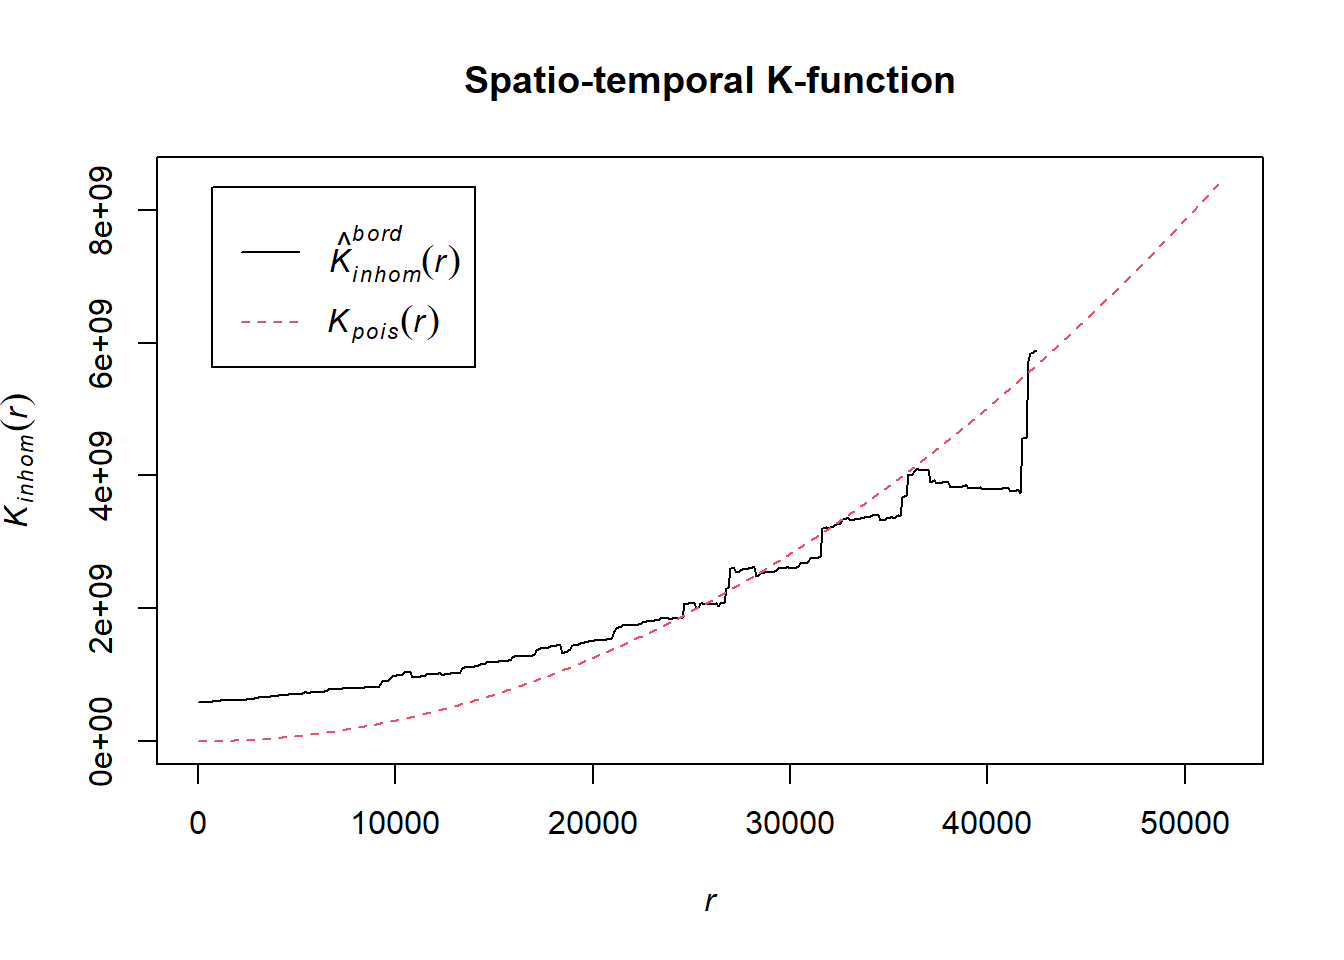 Spatio-temporal K-function
K̂ᵇᵒʳᵈ_inhom(r)
K_pois(r)
K_inhom(r)
8e+09
6e+09
4e+09
2e+09
0e+00
0 10000 20000 30000 40000 50000
r